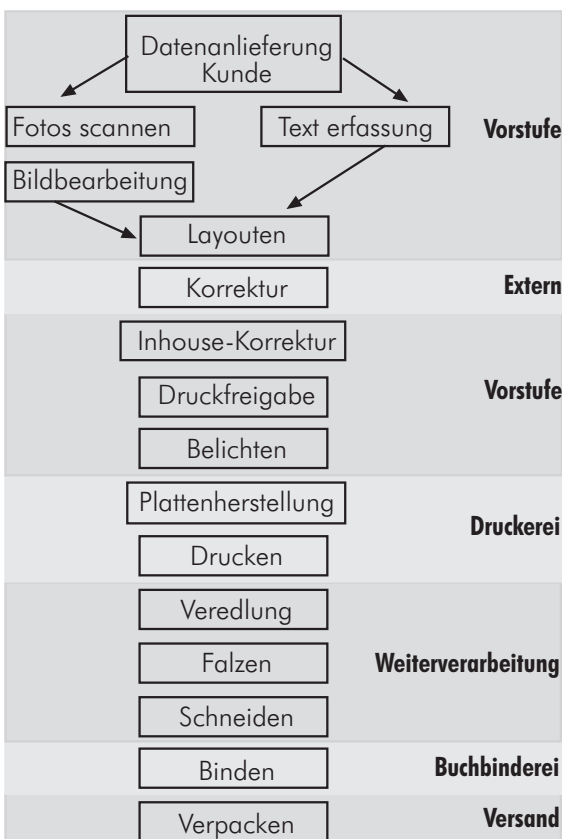 Datenanlieferung
Kunde
Fotos scannen
Text erfassung
Vorstufe
Bildbearbeitung
Layouten
Korrektur
Extern
Inhouse-Korrektur
Druckfreigabe
Vorstufe
Belichten
Plattenherstellung
Druckerei
Drucken
Veredlung
Falzen
Weiterverarbeitung
Schneiden
Binden
Buchbinderei
Verpacken
Versand